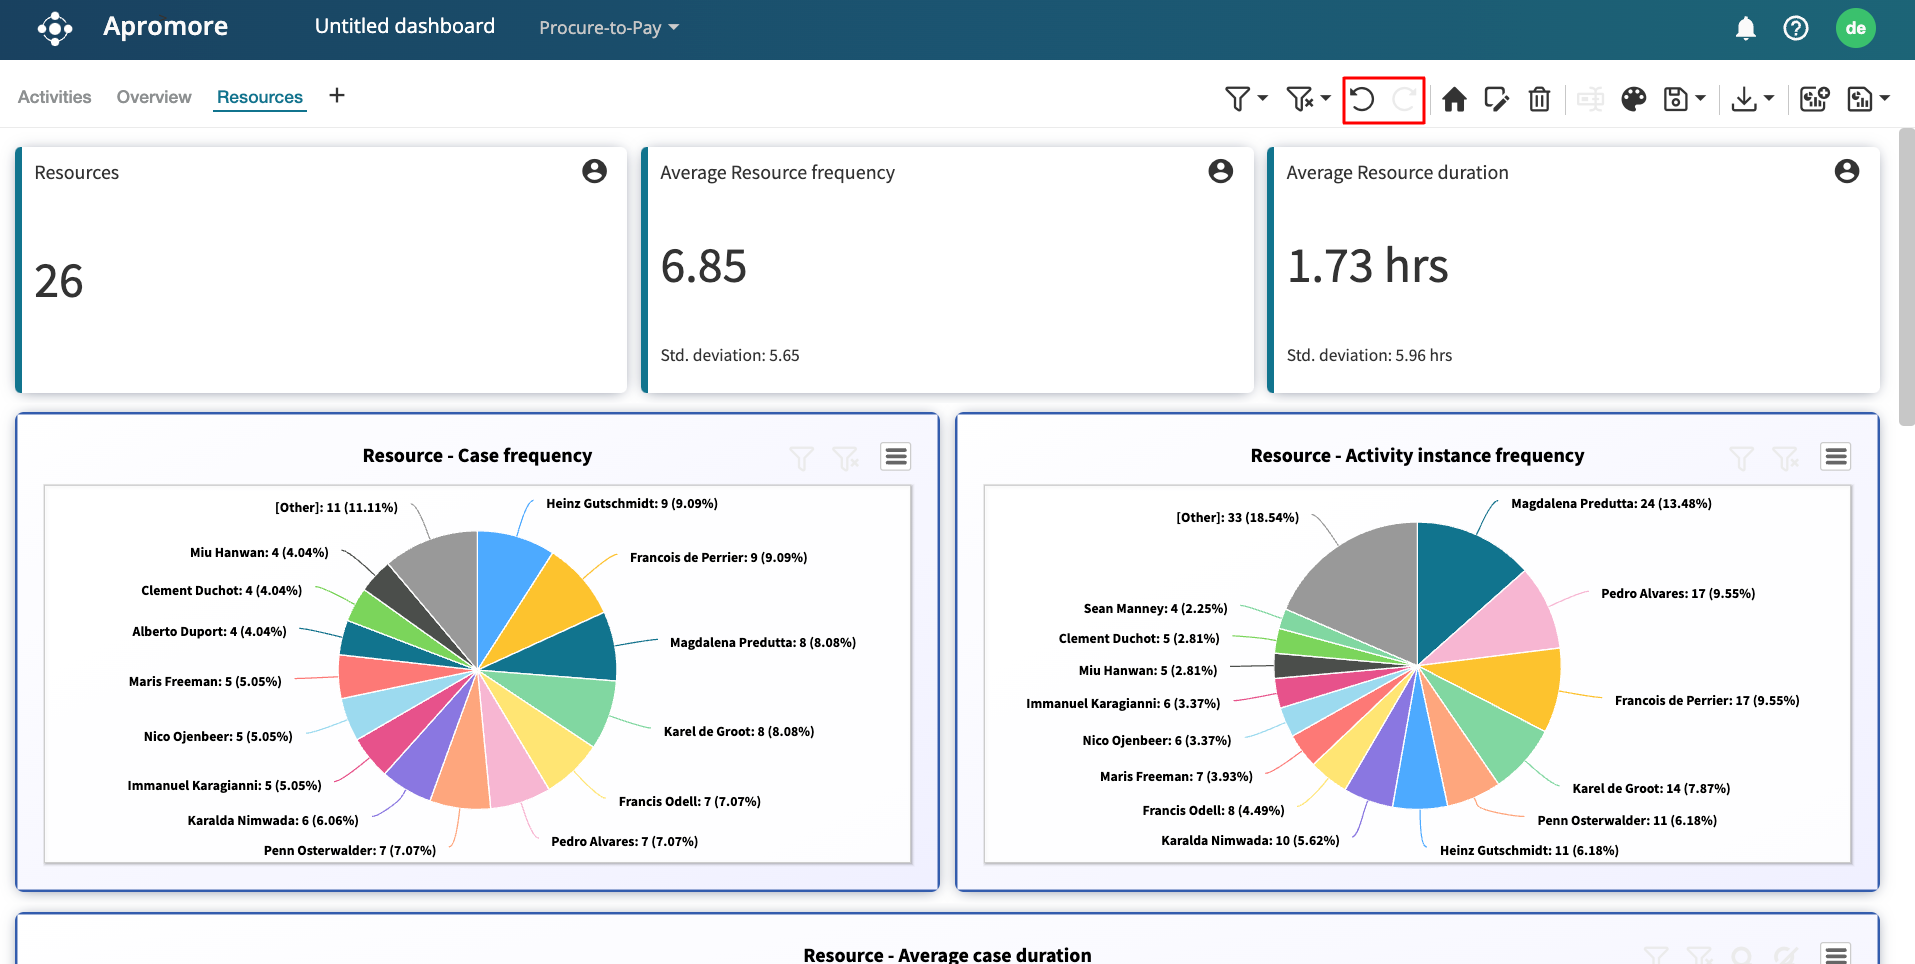 Apromore
Untitled dashboard
Procure-to-Pay
de
Activities
Overview
Resources
+
Resources
26
Average Resource frequency
6.85
Std. deviation: 5.65
Average Resource duration
1.73 hrs
Std. deviation: 5.96 hrs
Resource - Case frequency
[Other]: 11 (11.11%)
Heinz Gutschmidt: 9 (9.09%)
Miu Hanwan: 4 (4.04%)
Francois de Perrier: 9 (9.09%)
Clement Duchot: 4 (4.04%)
Alberto Duport: 4 (4.04%)
Magdalena Predutta: 8 (8.08%)
Maris Freeman: 5 (5.05%)
Karel de Groot: 8 (8.08%)
Nico Ojenbeer: 5 (5.05%)
Immanuel Karagianni: 5 (5.05%)
Francis Odell: 7 (7.07%)
Karalda Nimwada: 6 (6.06%)
Pedro Alvares: 7 (7.07%)
Penn Osterwalder: 7 (7.07%)
Resource - Activity instance frequency
Magdalena Predutta: 24 (13.48%)
[Other]: 33 (18.54%)
Pedro Alvares: 17 (9.55%)
Sean Manney: 4 (2.25%)
Clement Duchot: 5 (2.81%)
Miu Hanwan: 5 (2.81%)
Francois de Perrier: 17 (9.55%)
Immanuel Karagianni: 6 (3.37%)
Nico Ojenbeer: 6 (3.37%)
Maris Freeman: 7 (3.93%)
Karel de Groot: 14 (7.87%)
Francis Odell: 8 (4.49%)
Penn Osterwalder: 11 (6.18%)
Karalda Nimwada: 10 (5.62%)
Heinz Gutschmidt: 11 (6.18%)
Resource - Average case duration